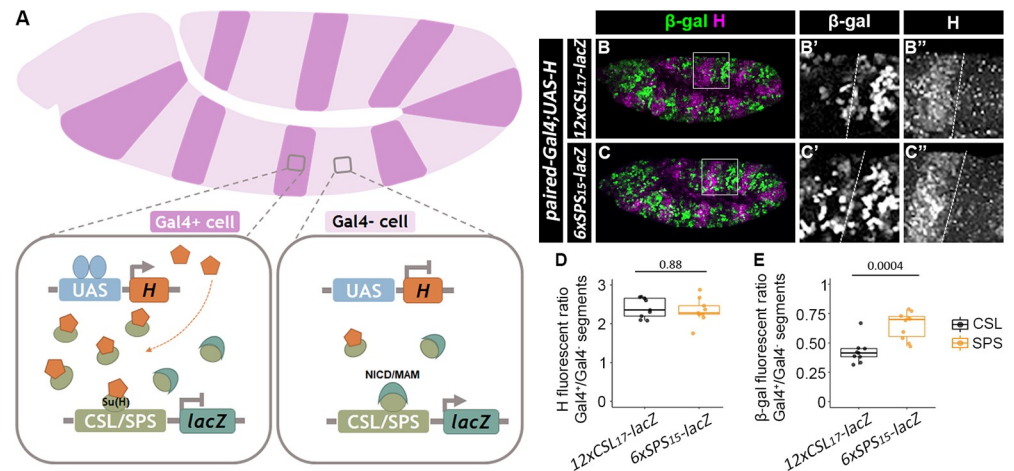 A
Gal4+ cell
Gal4- cell
UAS
H
Su(H)
CSL/SPS
lacZ
UAS
H
NICD/MAM
CSL/SPS
lacZ
β-gal H
β-gal
H
paired-Gal4;UAS-H
12xCSL17-lacZ
6xSPS15-lacZ
B
B'
B"
C
C'
C"
D
0.88
H fluorescent ratio
Gal4+/Gal4- segments
3
2
1
0
12xCSL17-lacZ
6xSPS15-lacZ
E
0.0004
β-gal fluorescent ratio
Gal4+/Gal4- segments
1
0.75
0.5
0.25
0
12xCSL17-lacZ
6xSPS15-lacZ
CSL
SPS